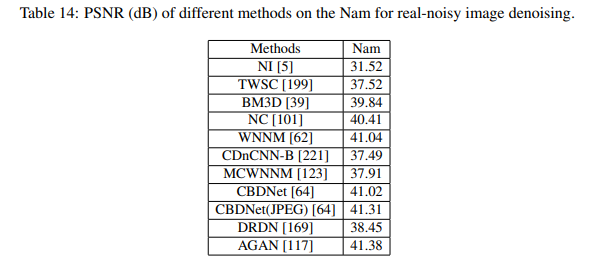 Table 14: PSNR (dB) of different methods on the Nam for real-noisy image denoising.
Methods Nam
NI [5] 31.52
TWSC [199] 37.52
BM3D [39] 39.84
NC [101] 40.41
WNNM [62] 41.04
CDnCNN-B [221] 37.49
MCWNNM [123] 37.91
CBDNet [64] 41.02
CBDNet(JPEG) [64] 41.31
DRDN [169] 38.45
AGAN [117] 41.38